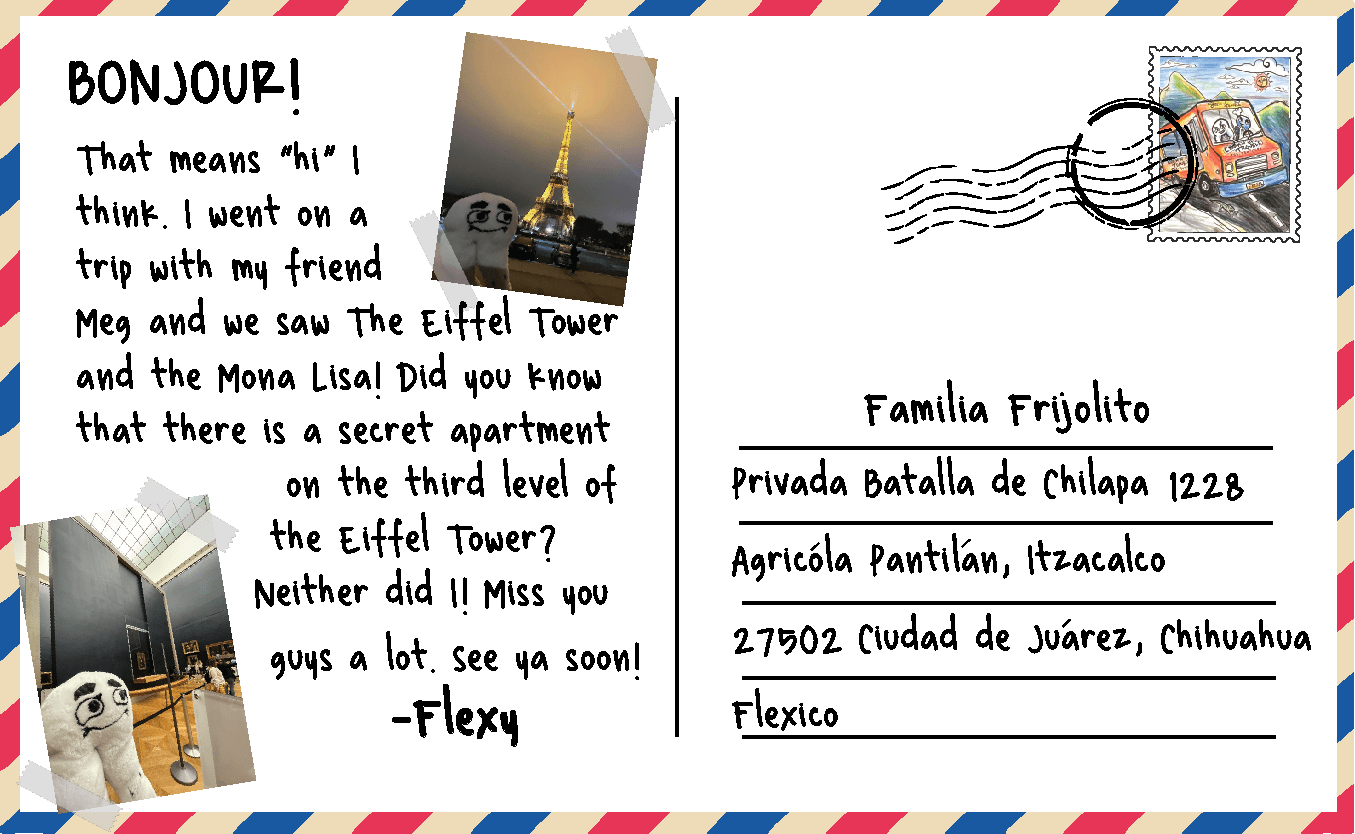 BONJOUR!
That means "hi" I
think. I went on a
trip with my friend
Meg and we saw The Eiffel Tower
and the Mona Lisa! Did you know
that there is a secret apartment
on the third level of
the Eiffel Tower?
Neither did I! Miss you
guys a lot. See ya soon!
-Flexy
Familia Frijolito
Privada Batalla de Chilapa 1228
Agricóla Pantilán, Itzacalco
27502 Ciudad de Juárez, Chihuahua
Flexico